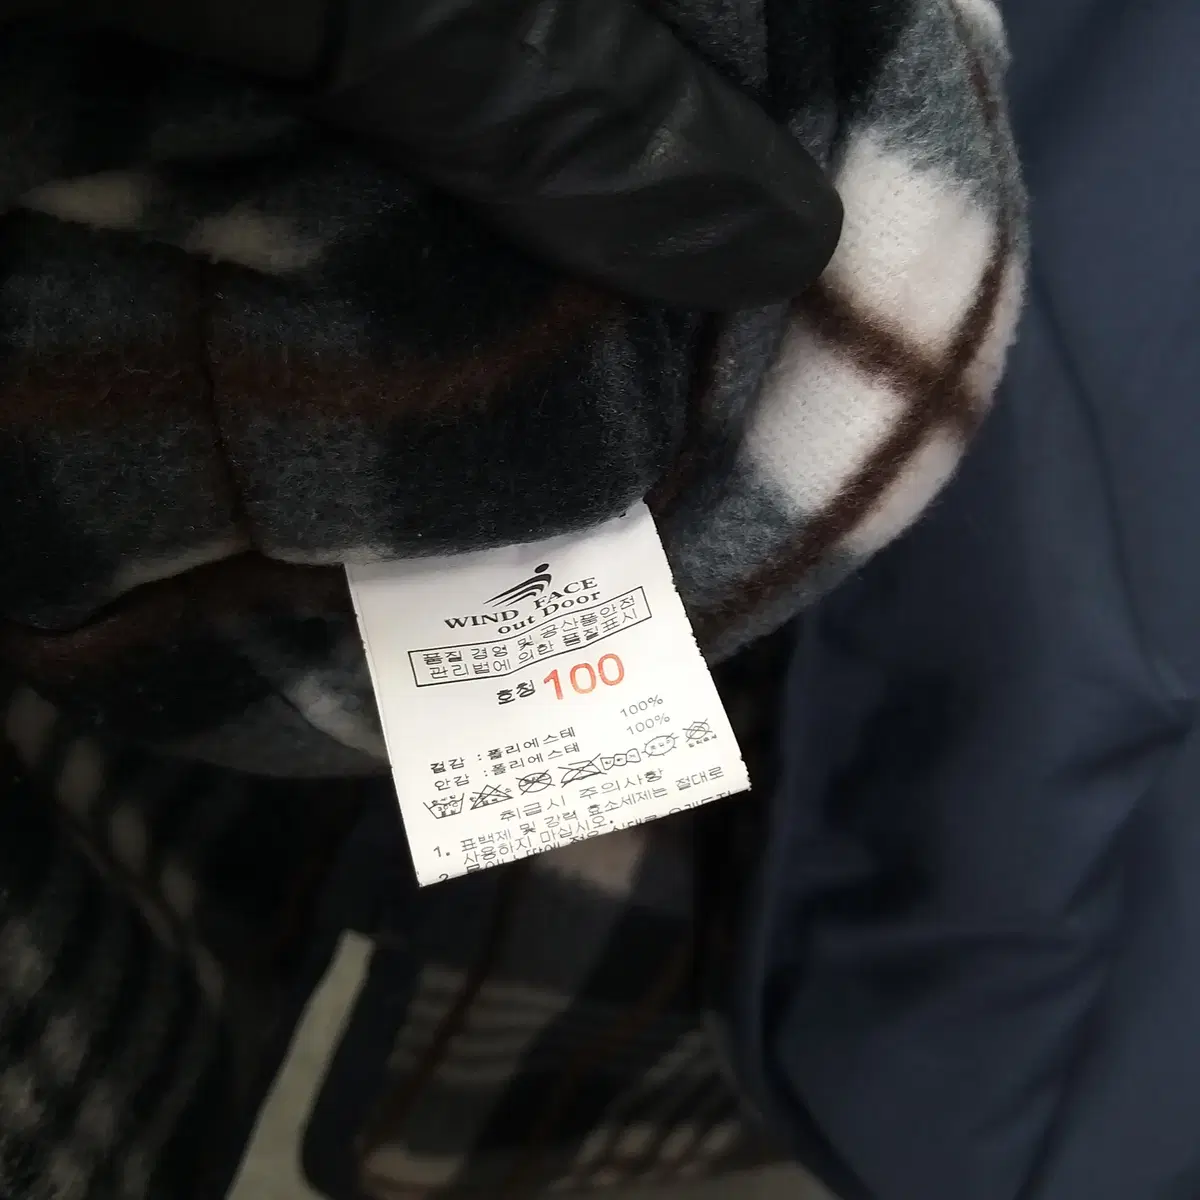 WIND FACE
out Door
품질 경영 및 공산품안전
관리법에 의한 품질표시
호칭 100
겉감 : 폴리에스테 100%
안감 : 폴리에스테 100%
취급시 주의사항
1. 표백제 및 강력 효소세제는 절대로
사용하지 마십시오.
2.